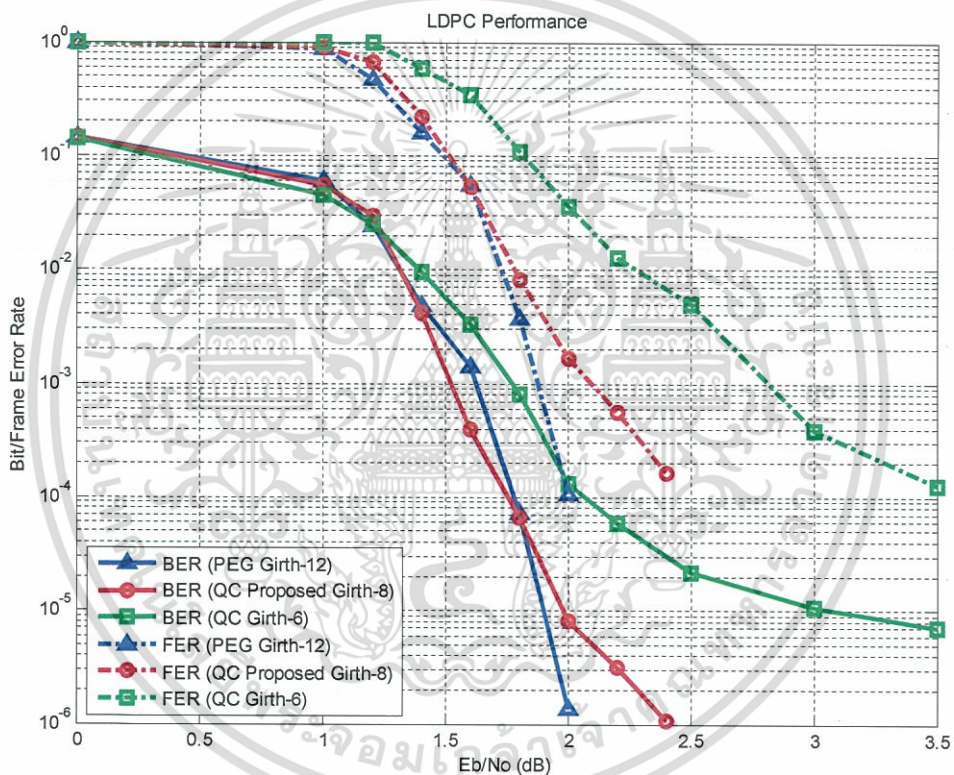 LDPC Performance
10^0
10^-1
10^-2
10^-3
10^-4
10^-5
10^-6
Bit/Frame Error Rate
BER (PEG Girth-12)
BER (QC Proposed Girth-8)
BER (QC Girth-6)
FER (PEG Girth-12)
FER (QC Proposed Girth-8)
FER (QC Girth-6)
0 0.5 1 1.5 2 2.5 3 3.5
Eb/No (dB)